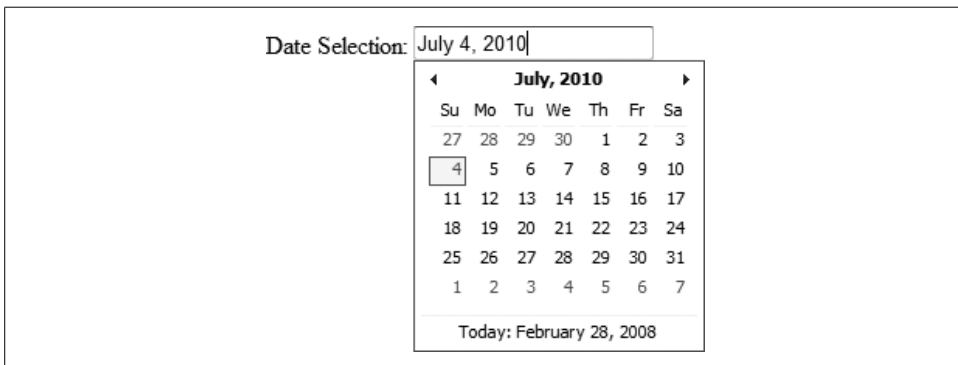 Date Selection: July 4, 2010
July, 2010
Su Mo Tu We Th Fr Sa
27 28 29 30 1 2 3
4 5 6 7 8 9 10
11 12 13 14 15 16 17
18 19 20 21 22 23 24
25 26 27 28 29 30 31
1 2 3 4 5 6 7
Today: February 28, 2008